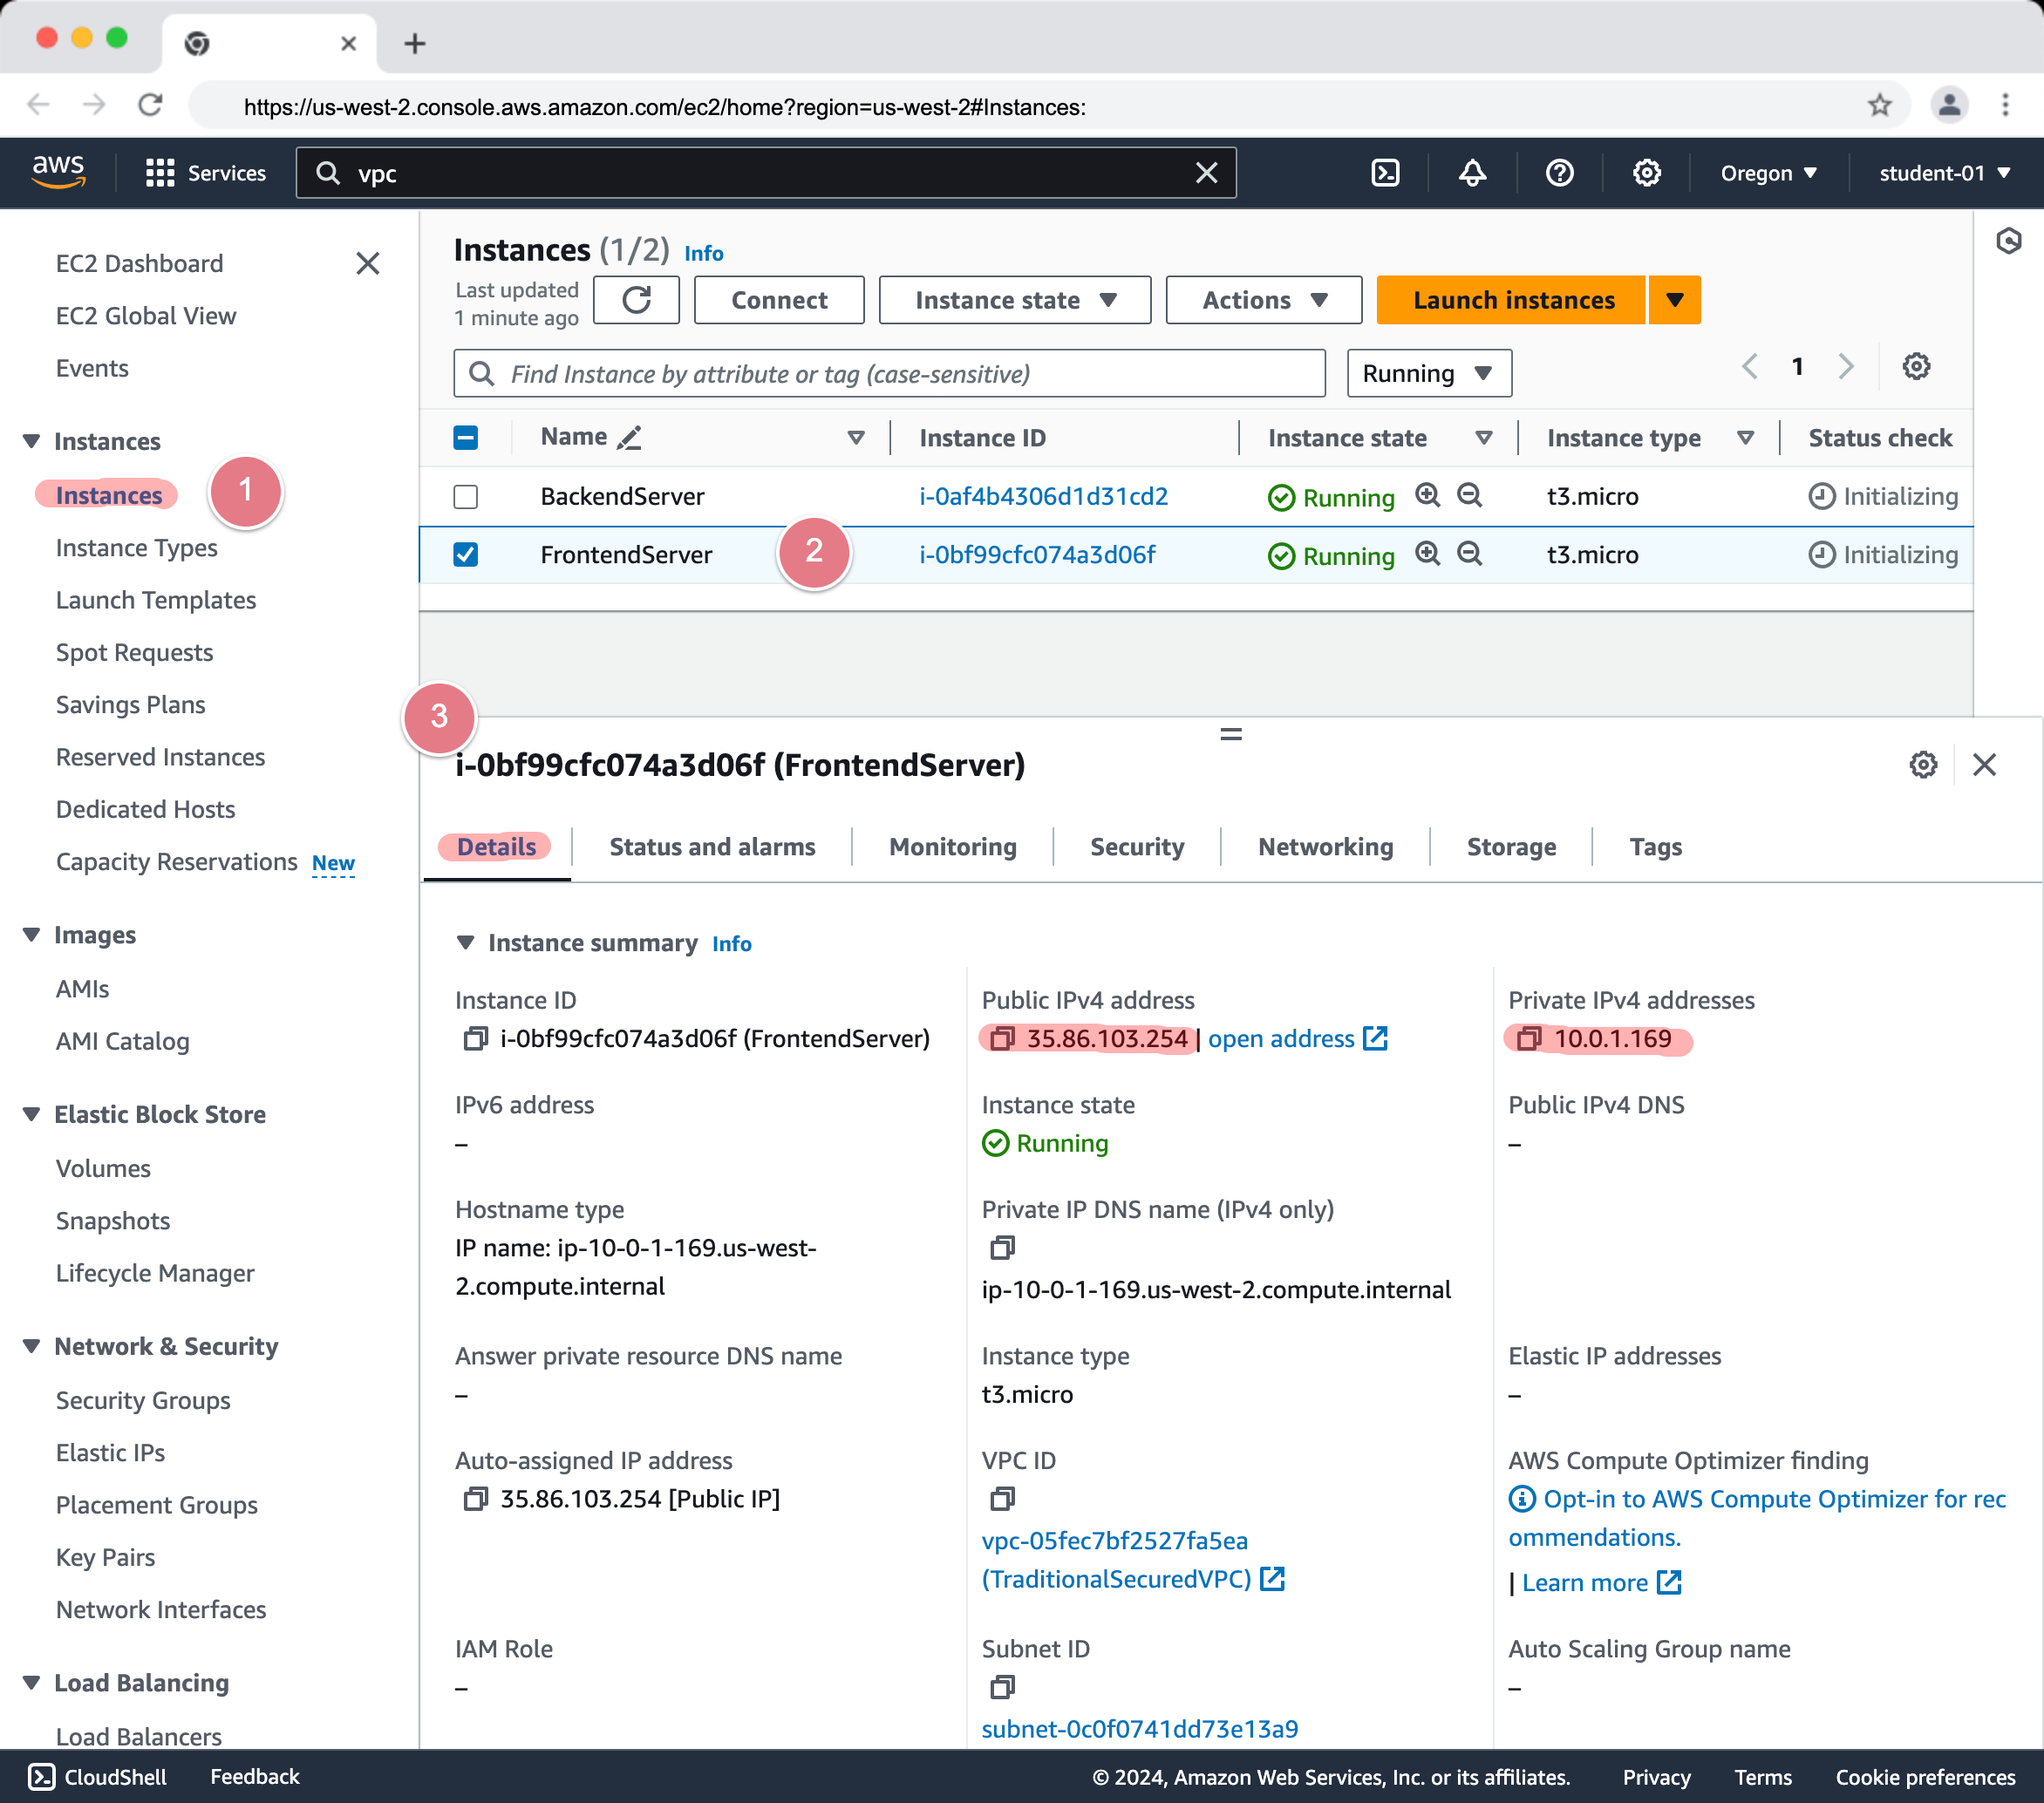 https://us-west-2.console.aws.amazon.com/ec2/home?region=us-west-2#Instances:
aws
Services
vpc
Oregon
student-01
EC2 Dashboard
EC2 Global View
Events
Instances
Instances
1
Instance Types
Launch Templates
Spot Requests
Savings Plans
Reserved Instances
Dedicated Hosts
Capacity Reservations New
Images
AMIs
AMI Catalog
Elastic Block Store
Volumes
Snapshots
Lifecycle Manager
Network & Security
Security Groups
Elastic IPs
Placement Groups
Key Pairs
Network Interfaces
Load Balancing
Load Balancers
Instances (1/2) Info
Last updated
1 minute ago
Connect
Instance state
Actions
Launch instances
Find Instance by attribute or tag (case-sensitive)
Running
1
Name Instance ID Instance state Instance type Status check
BackendServer i-0af4b4306d1d31cd2 Running t3.micro Initializing
FrontendServer 2 i-0bf99cfc074a3d06f Running t3.micro Initializing
3
i-0bf99cfc074a3d06f (FrontendServer)
Details Status and alarms Monitoring Security Networking Storage Tags
Instance summary Info
Instance ID
i-0bf99cfc074a3d06f (FrontendServer)
Public IPv4 address
35.86.103.254 | open address
Private IPv4 addresses
10.0.1.169
IPv6 address
–
Instance state
Running
Public IPv4 DNS
–
Hostname type
IP name: ip-10-0-1-169.us-west-
2.compute.internal
Private IP DNS name (IPv4 only)
ip-10-0-1-169.us-west-2.compute.internal
Answer private resource DNS name
–
Instance type
t3.micro
Elastic IP addresses
–
Auto-assigned IP address
35.86.103.254 [Public IP]
VPC ID
vpc-05fec7bf2527fa5ea
(TraditionalSecuredVPC)
AWS Compute Optimizer finding
Opt-in to AWS Compute Optimizer for rec
ommendations.
| Learn more
IAM Role
–
Subnet ID
subnet-0c0f0741dd73e13a9
Auto Scaling Group name
–
CloudShell
Feedback
© 2024, Amazon Web Services, Inc. or its affiliates.
Privacy
Terms
Cookie preferences